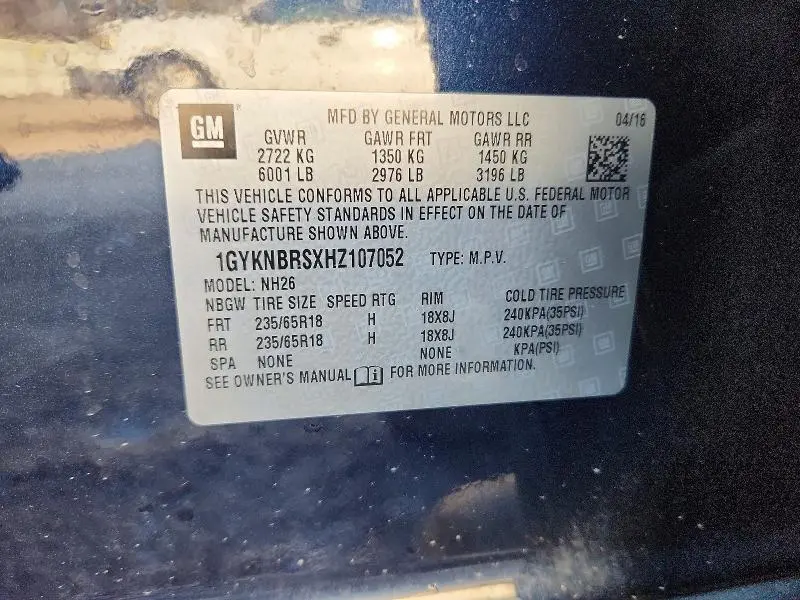 GM
MFD BY GENERAL MOTORS LLC 04/16
GVWR GAWR FRT GAWR RR
2722 KG 1350 KG 1450 KG
6001 LB 2976 LB 3196 LB
THIS VEHICLE CONFORMS TO ALL APPLICABLE U.S. FEDERAL MOTOR
VEHICLE SAFETY STANDARDS IN EFFECT ON THE DATE OF
MANUFACTURE SHOWN ABOVE.
1GYKNBRSXHZ107052 TYPE: M.P.V.
MODEL: NH26
NBGW TIRE SIZE SPEED RTG RIM COLD TIRE PRESSURE
FRT 235/65R18 H 18X8J 240KPA(35PSI)
RR 235/65R18 H 18X8J 240KPA(35PSI)
SPA NONE NONE KPA(PSI)
SEE OWNER'S MANUAL FOR MORE INFORMATION.